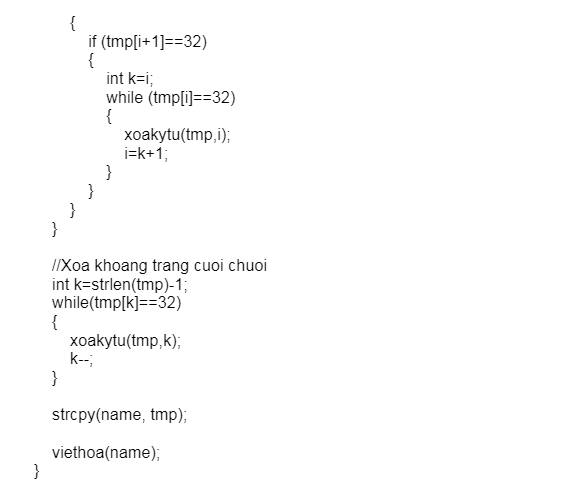 {
if (tmp[i+1]==32)
{
int k=i;
while (tmp[i]==32)
{
xoakytu(tmp,i);
i=k+1;
}
}
}
}
//Xoa khoang trang cuoi chuoi
int k=strlen(tmp)-1;
while(tmp[k]==32)
{
xoakytu(tmp,k);
k--;
}
strcpy(name, tmp);
viethoa(name);
}